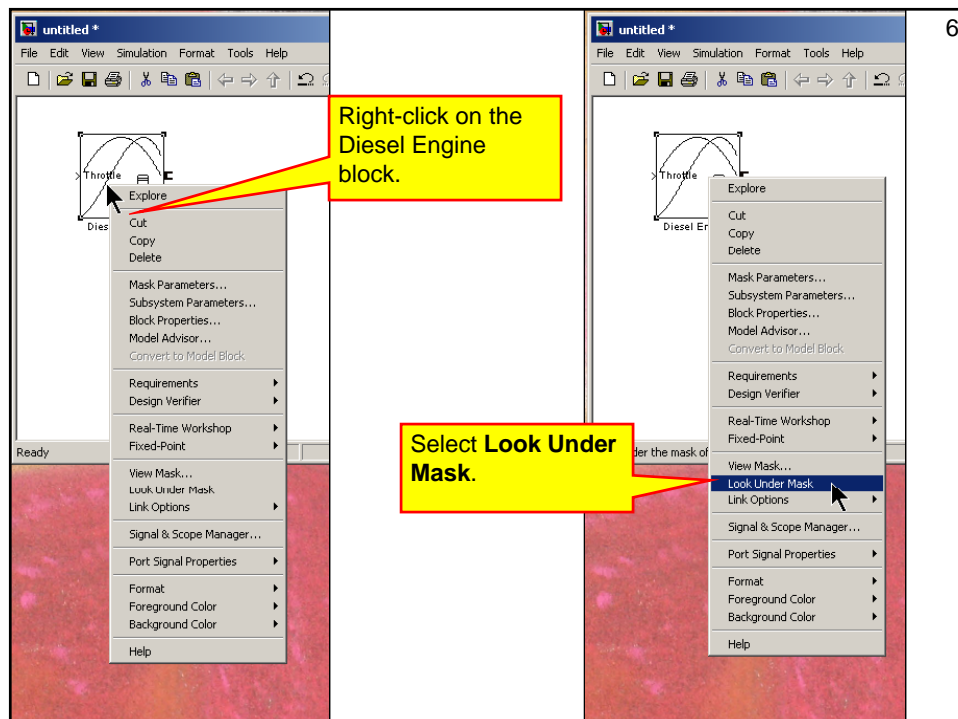 untitled *
File Edit View Simulation Format Tools Help
Throttle
Dies
Right-click on the
Diesel Engine
block.
Explore
Cut
Copy
Delete
Mask Parameters...
Subsystem Parameters...
Block Properties...
Model Advisor...
Convert to Model Block
Requirements
Design Verifier
Real-Time Workshop
Fixed-Point
Ready
View Mask...
Look Under Mask
Link Options
Signal & Scope Manager...
Port Signal Properties
Format
Foreground Color
Background Color
Help
untitled *
File Edit View Simulation Format Tools Help
6
Throttle
Diesel En
Explore
Cut
Copy
Delete
Mask Parameters...
Subsystem Parameters...
Block Properties...
Model Advisor...
Convert to Model Block
Requirements
Design Verifier
Real-Time Workshop
Fixed-Point
Select Look Under
Mask.
der the mask of
View Mask...
Look Under Mask
Link Options
Signal & Scope Manager...
Port Signal Properties
Format
Foreground Color
Background Color
Help